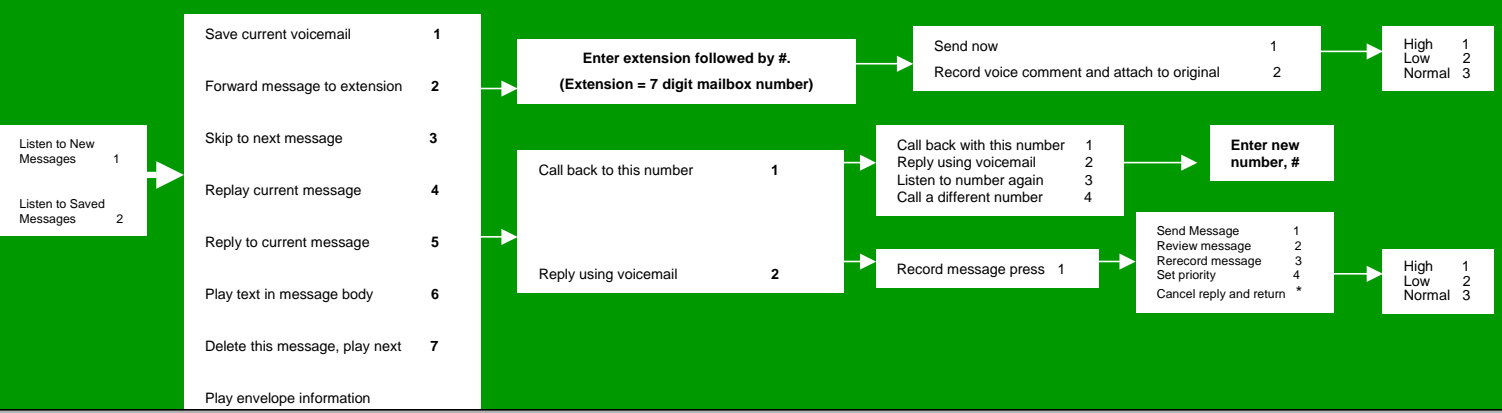 Listen to New
Messages 1
Listen to Saved
Messages 2
Save current voicemail 1
Forward message to extension 2
Skip to next message 3
Replay current message 4
Reply to current message 5
Play text in message body 6
Delete this message, play next 7
Play envelope information
Enter extension followed by #.
(Extension = 7 digit mailbox number)
Send now 1
Record voice comment and attach to original 2
High 1
Low 2
Normal 3
Call back to this number 1
Reply using voicemail 2
Call back with this number 1
Reply using voicemail 2
Listen to number again 3
Call a different number 4
Enter new
number, #
Record message press 1
Send Message 1
Review message 2
Rerecord message 3
Set priority 4
Cancel reply and return *
High 1
Low 2
Normal 3